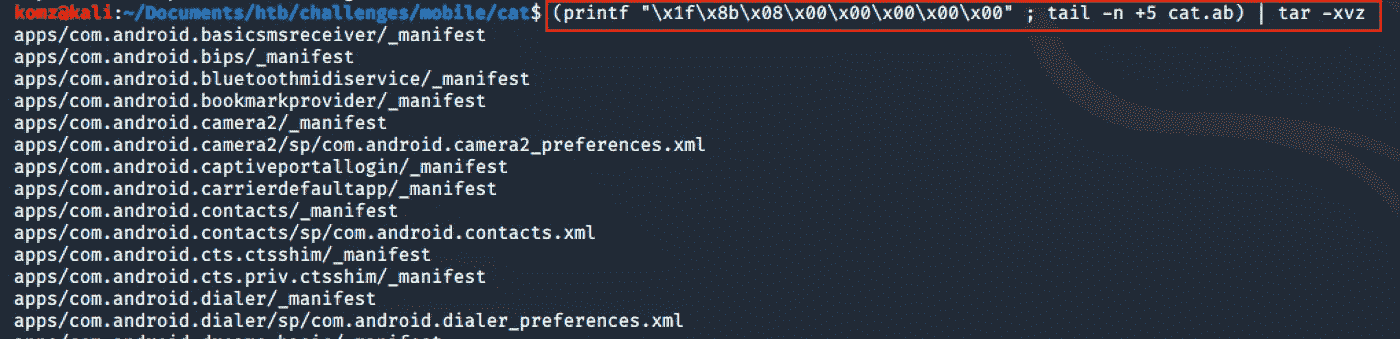 komz@kali:~/Documents/htb/challenges/mobile/cat$ (printf "\x1f\x8b\x08\x00\x00\x00\x00\x00" ; tail -n +5 cat.ab) | tar -xvz
apps/com.android.basicsmsreceiver/_manifest
apps/com.android.bips/_manifest
apps/com.android.bluetoothmidiservice/_manifest
apps/com.android.bookmarkprovider/_manifest
apps/com.android.camera2/_manifest
apps/com.android.camera2/sp/com.android.camera2_preferences.xml
apps/com.android.captiveportallogin/_manifest
apps/com.android.carrierdefaultapp/_manifest
apps/com.android.contacts/_manifest
apps/com.android.contacts/sp/com.android.contacts.xml
apps/com.android.cts.ctsshim/_manifest
apps/com.android.cts.priv.ctsshim/_manifest
apps/com.android.dialer/_manifest
apps/com.android.dialer/sp/com.android.dialer_preferences.xml